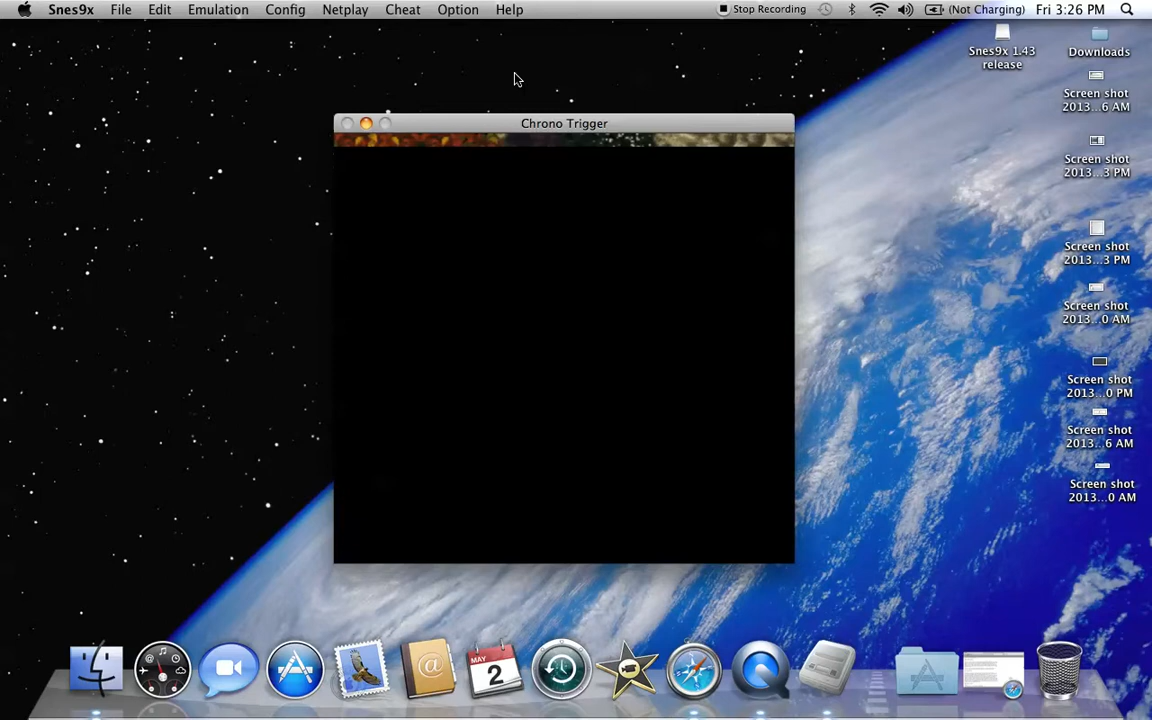 Snes9x File Edit Emulation Config Netplay Cheat Option Help Stop Recording (Not Charging) Fri 3:26 PM
Snes9x 1.43
release
Downloads
Screen shot
2013...6 AM
Screen shot
2013...3 PM
Screen shot
2013...3 PM
Screen shot
2013...0 AM
Screen shot
2013...0 PM
Screen shot
2013...6 AM
Screen shot
2013...0 AM
Chrono Trigger
MAY
2